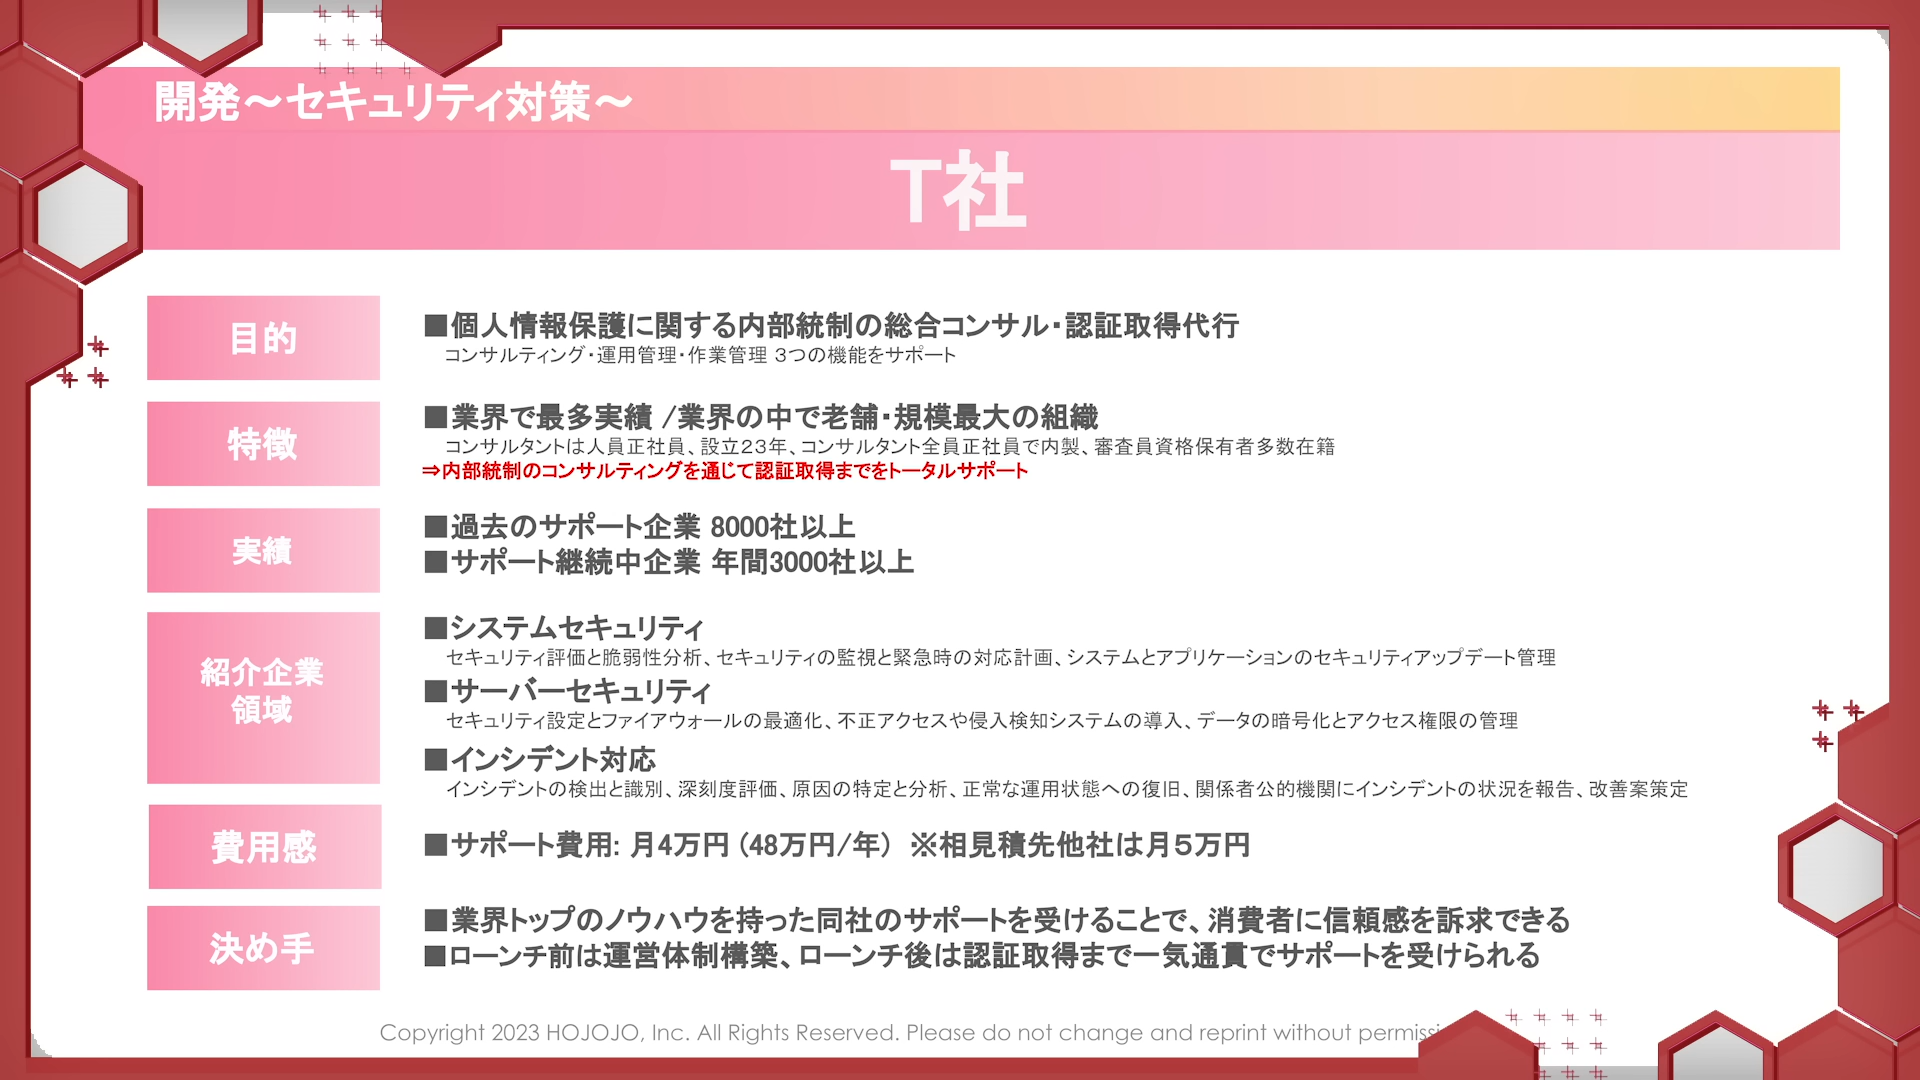 開発～セキュリティ対策～
T社
目的
■個人情報保護に関する内部統制の総合コンサル・認証取得代行
コンサルティング・運用管理・作業管理 3つの機能をサポート
特徴
■業界で最多実績 /業界の中で老舗・規模最大の組織
コンサルタントは人員正社員、設立23年、コンサルタント全員正社員で内製、審査員資格保有者多数在籍
⇒内部統制のコンサルティングを通じて認証取得までをトータルサポート
実績
■過去のサポート企業 8000社以上
■サポート継続中企業 年間3000社以上
紹介企業
領域
■システムセキュリティ
セキュリティ評価と脆弱性分析、セキュリティの監視と緊急時の対応計画、システムとアプリケーションのセキュリティアップデート管理
■サーバーセキュリティ
セキュリティ設定とファイアウォールの最適化、不正アクセスや侵入検知システムの導入、データの暗号化とアクセス権限の管理
■インシデント対応
インシデントの検出と識別、深刻度評価、原因の特定と分析、正常な運用状態への復旧、関係者公的機関にインシデントの状況を報告、改善案策定
費用感
■サポート費用: 月4万円 (48万円/年) ※相見積先他社は月5万円
決め手
■業界トップのノウハウを持った同社のサポートを受けることで、消費者に信頼感を訴求できる
■ローンチ前は運営体制構築、ローンチ後は認証取得まで一気通貫でサポートを受けられる
Copyright 2023 HOJOJO, Inc. All Rights Reserved. Please do not change and reprint without